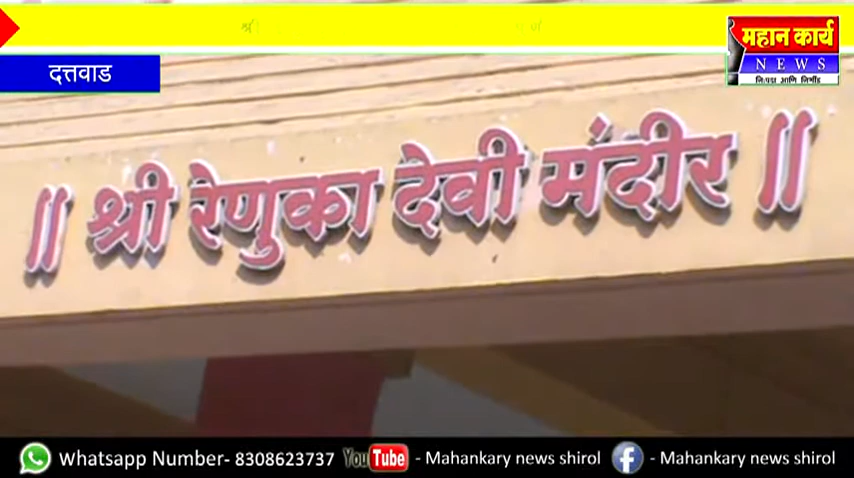 महान कार्य
NEWS
दत्तवाड
॥ श्री रेणुका देवी मंदीर ॥
Whatsapp Number- 8308623737 YouTube - Mahankary news shirol f - Mahankary news shirol